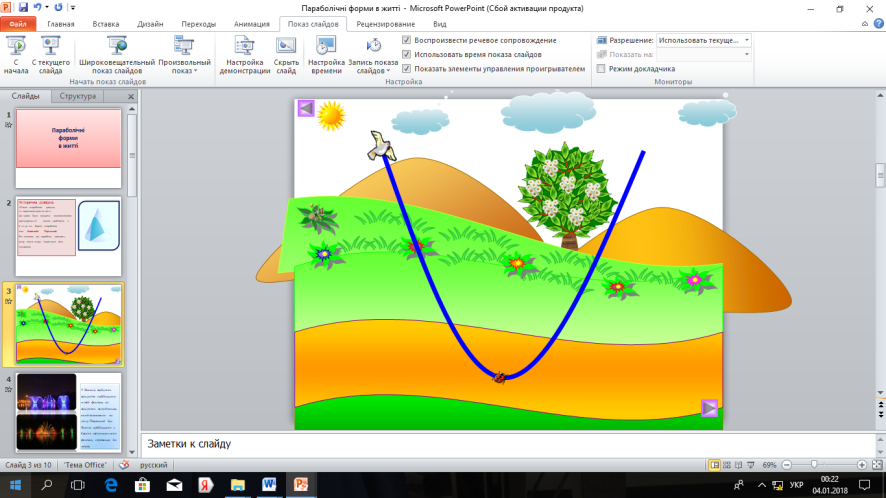 Параболічні форми в житті - Microsoft PowerPoint (Сбой активации продукта)
Файл Главная Вставка Дизайн Переходы Анимация Показ слайдов Рецензирование Вид
С начала
С текущего слайда
Широковещательный показ слайдов
Произвольный показ
Начать показ слайдов
Настройка демонстрации
Скрыть слайд
Настройка времени
Запись показа слайдов
Воспроизвести речевое сопровождение
Использовать время показа слайдов
Показать элементы управления проигрывателем
Настройка
Разрешение: Использовать текуще...
Показать на:
Режим докладчика
Мониторы
Слайды Структура
1
Параболічні
форми
в житті
2
3
4
Заметки к слайду
Слайд 3 из 10 "Тема Office" русский 69%
УКР 00:22
04.01.2018